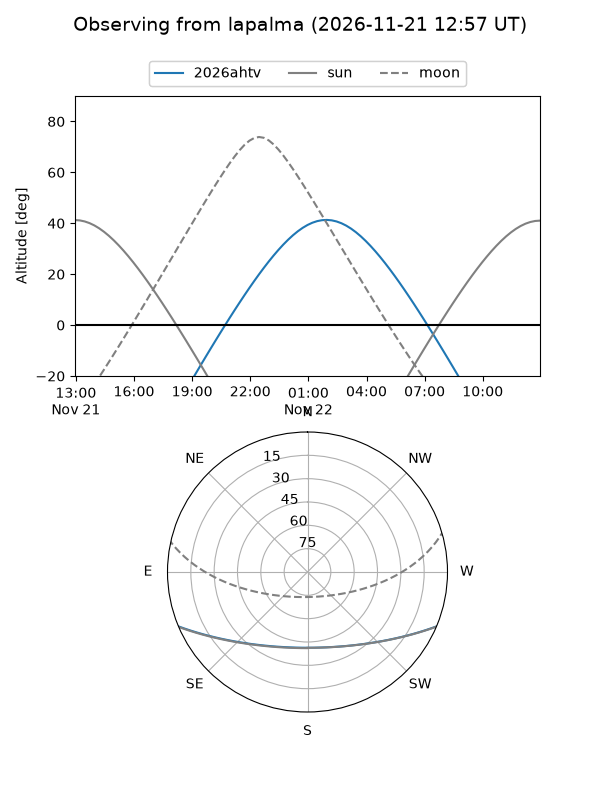 Observing from lapalma (2026-11-21 12:57 UT)
2026ahtv sun moon
Altitude [deg]
80
60
40
20
0
−20
13:00 16:00 19:00 22:00 01:00 04:00 07:00 10:00
Nov 21 Nov 22
N
NE NW
15
30
45
60
75
E W
SE SW
S